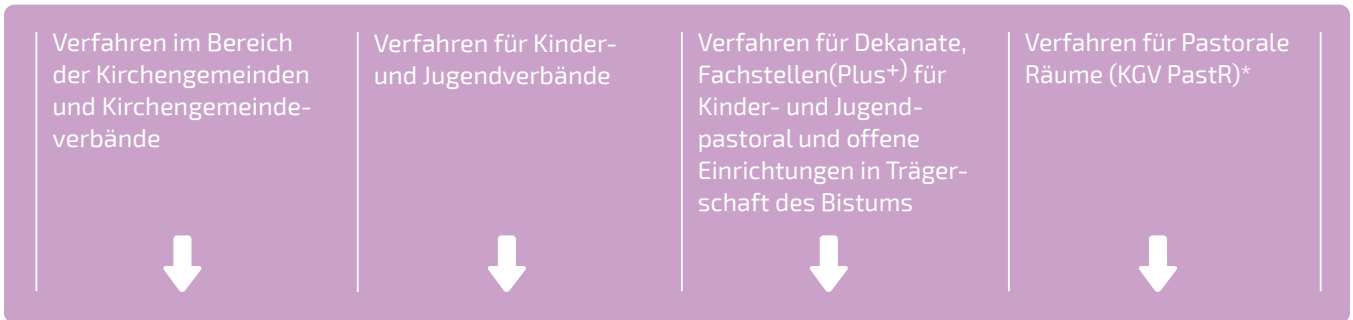 Verfahren im Bereich
der Kirchengemeinden
und Kirchengemeinde-
verbände
Verfahren für Kinder-
und Jugendverbände
Verfahren für Dekanate,
Fachstellen(Plus+) für
Kinder- und Jugend-
pastoral und offene
Einrichtungen in Träger-
schaft des Bistums
Verfahren für Pastorale
Räume (KGV PastR)*